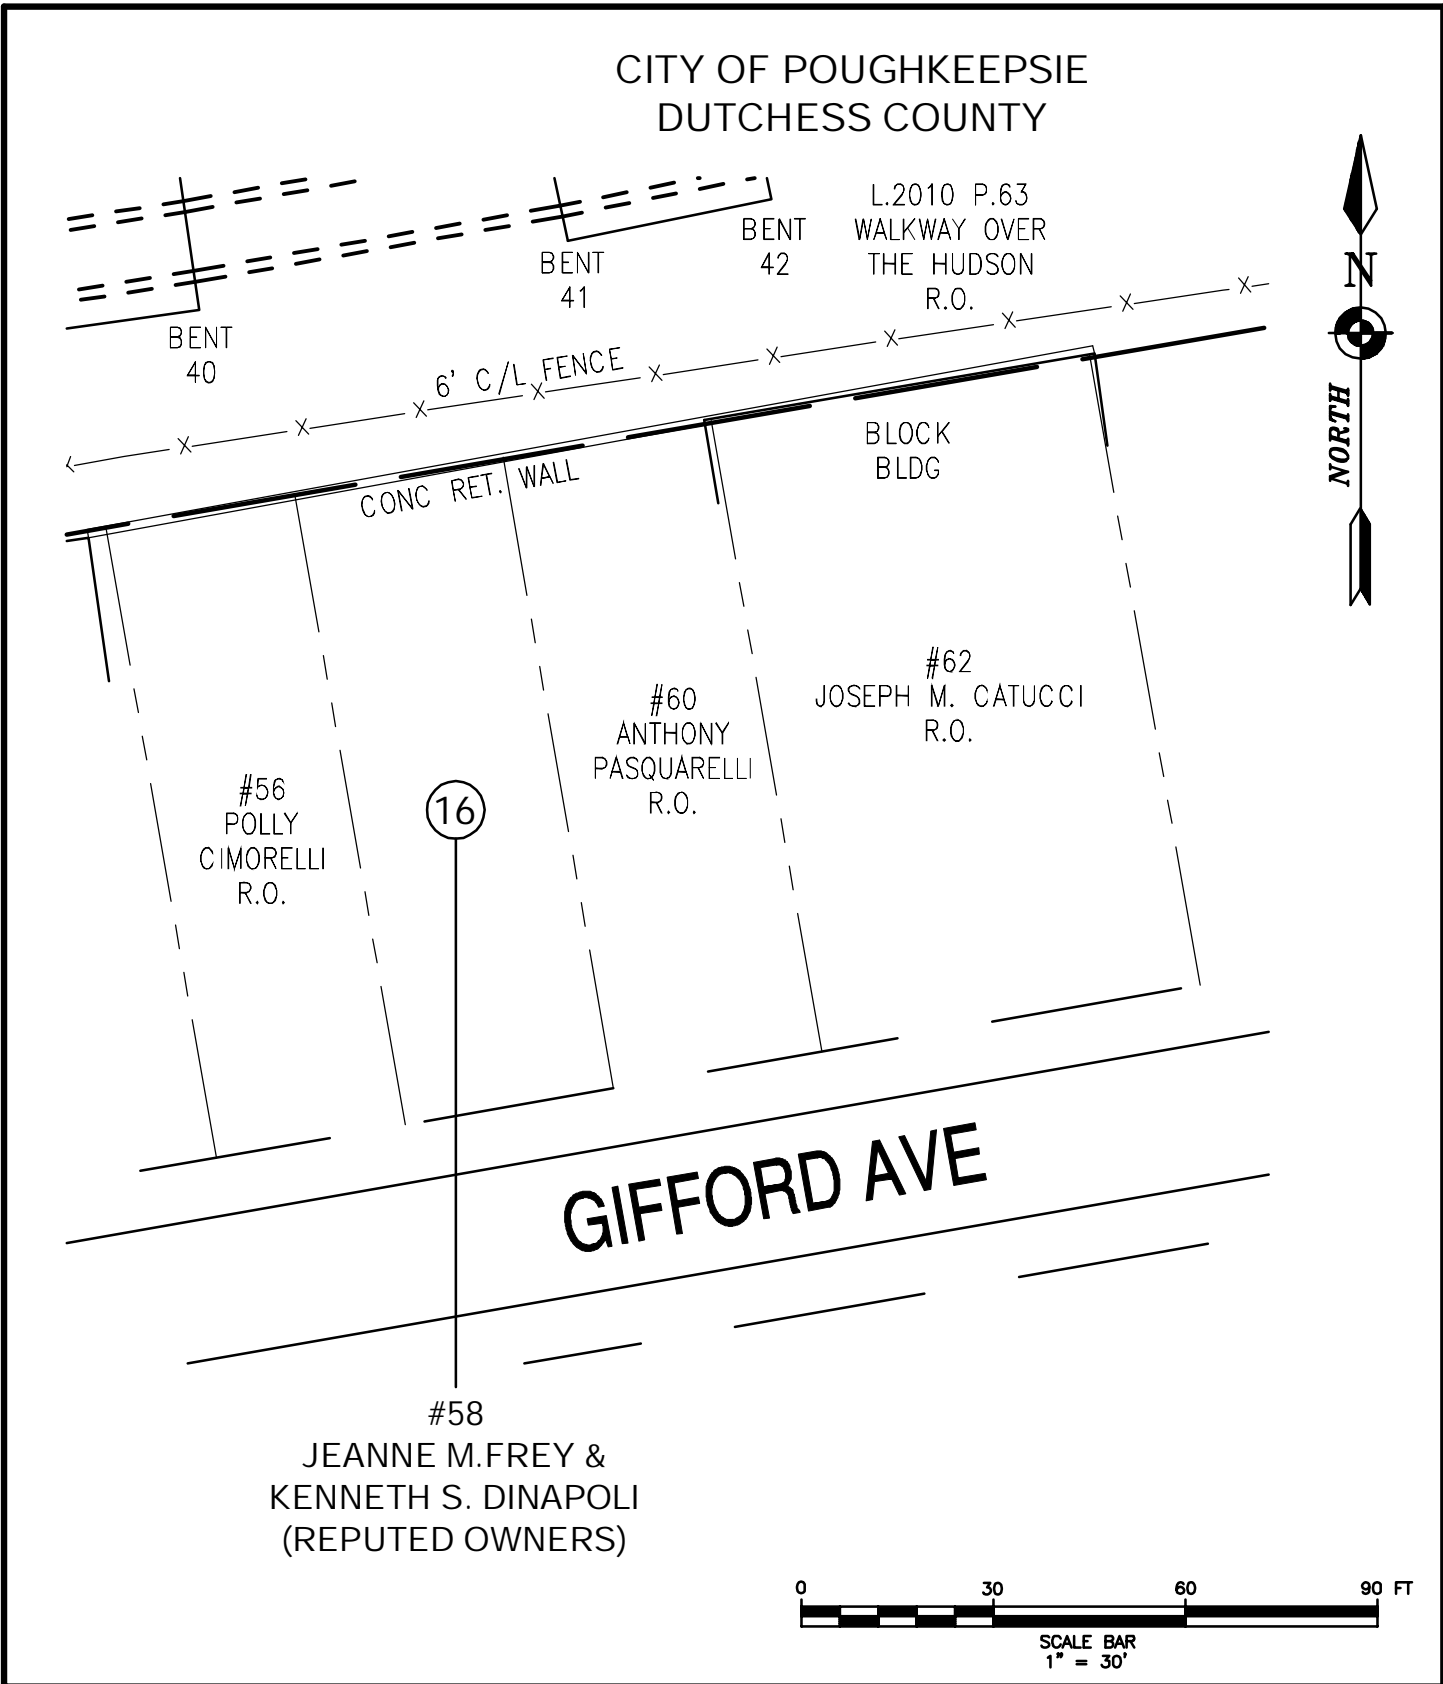 CITY OF POUGHKEEPSIE
DUTCHESS COUNTY
L.2010 P.63
WALKWAY OVER
THE HUDSON
R.O.
BENT
42
BENT
41
BENT
40
N
NORTH
6' C/L FENCE
CONC RET. WALL
BLOCK
BLDG
#62
JOSEPH M. CATUCCI
R.O.
#60
ANTHONY
PASQUARELLI
R.O.
#56
POLLY
CIMORELLI
R.O.
16
GIFFORD AVE
#58
JEANNE M.FREY &
KENNETH S. DINAPOLI
(REPUTED OWNERS)
0 30 60 90 FT
SCALE BAR
1" = 30'